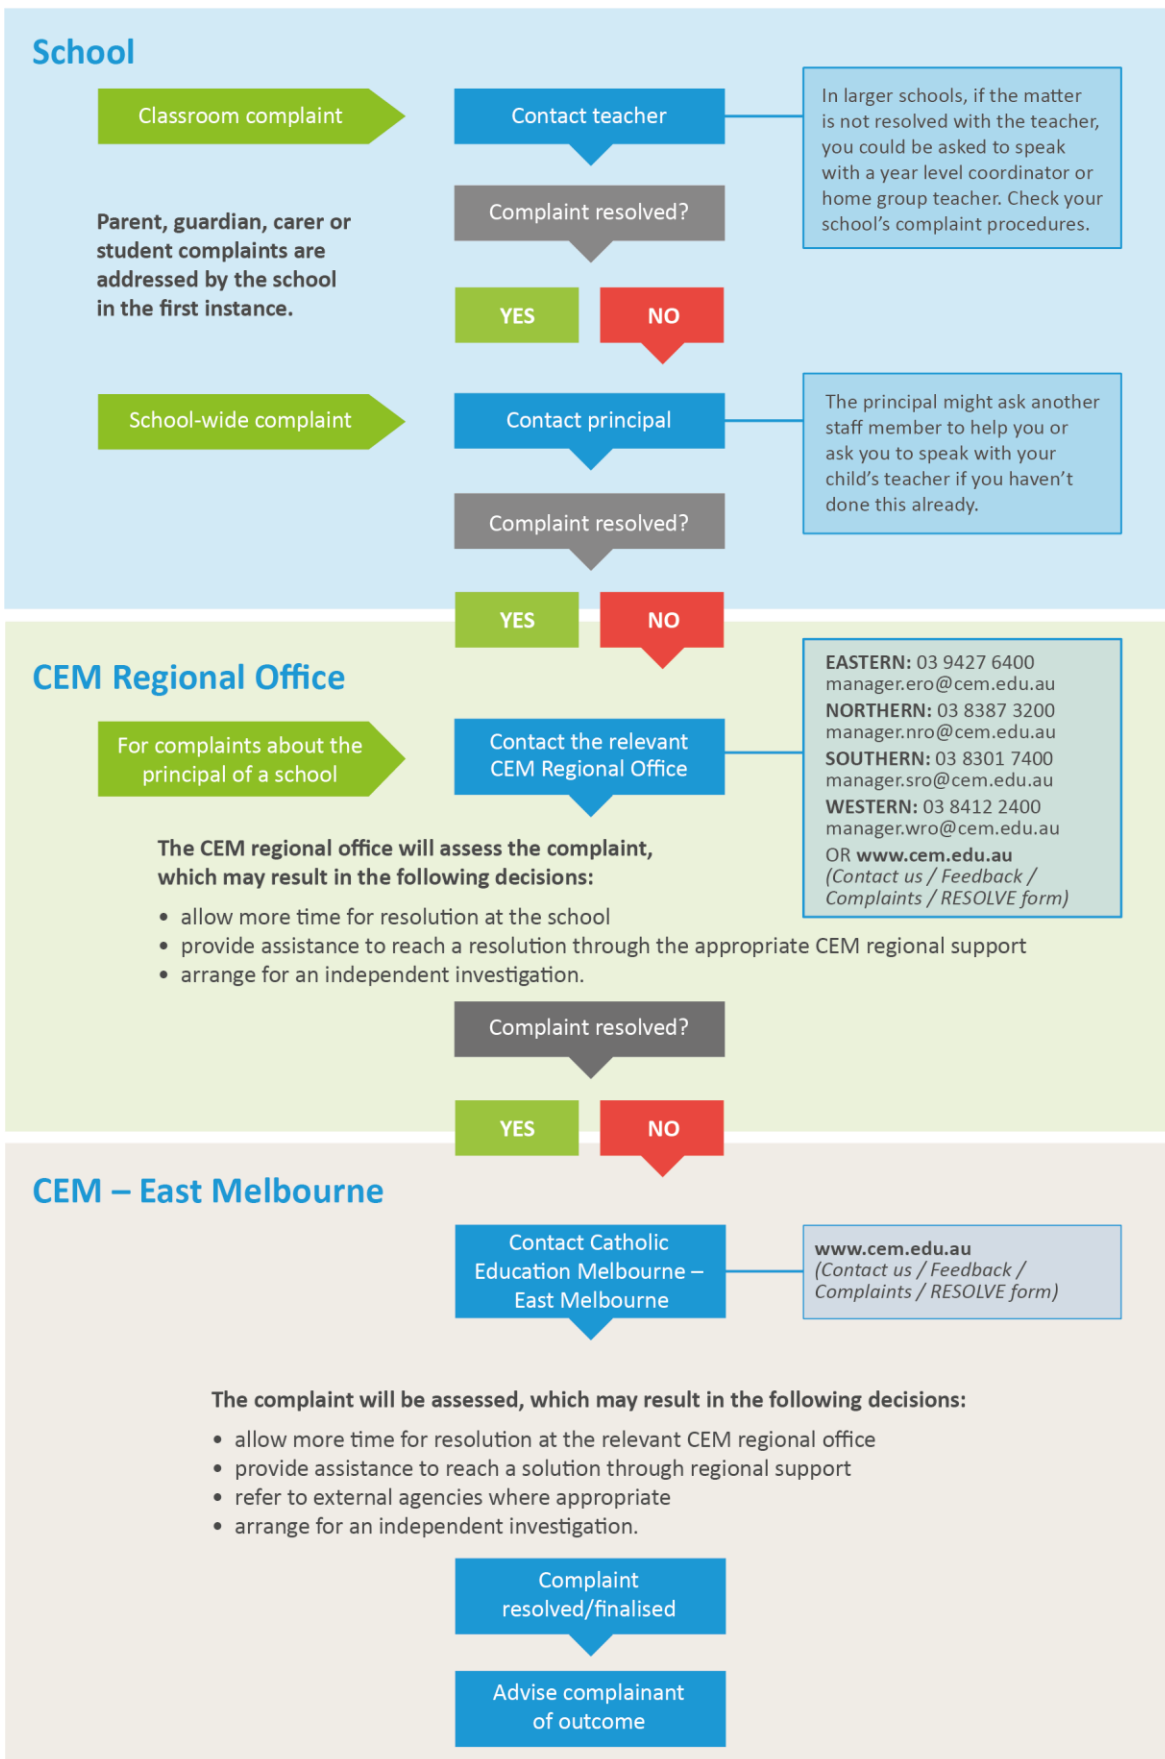 School
Classroom complaint
Contact teacher
In larger schools, if the matter
is not resolved with the teacher,
you could be asked to speak
with a year level coordinator or
home group teacher. Check your
school’s complaint procedures.
Parent, guardian, carer or
student complaints are
addressed by the school
in the first instance.
Complaint resolved?
YES
NO
School-wide complaint
Contact principal
The principal might ask another
staff member to help you or
ask you to speak with your
child’s teacher if you haven’t
done this already.
Complaint resolved?
YES
NO
CEM Regional Office
For complaints about the
principal of a school
Contact the relevant
CEM Regional Office
EASTERN: 03 9427 6400
manager.ero@cem.edu.au
NORTHERN: 03 8387 3200
manager.nro@cem.edu.au
SOUTHERN: 03 8301 7400
manager.sro@cem.edu.au
WESTERN: 03 8412 2400
manager.wro@cem.edu.au
OR www.cem.edu.au
(Contact us / Feedback /
Complaints / RESOLVE form)
The CEM regional office will assess the complaint,
which may result in the following decisions:
• allow more time for resolution at the school
• provide assistance to reach a resolution through the appropriate CEM regional support
• arrange for an independent investigation.
Complaint resolved?
YES
NO
CEM – East Melbourne
Contact Catholic
Education Melbourne –
East Melbourne
www.cem.edu.au
(Contact us / Feedback /
Complaints / RESOLVE form)
The complaint will be assessed, which may result in the following decisions:
• allow more time for resolution at the relevant CEM regional office
• provide assistance to reach a solution through regional support
• refer to external agencies where appropriate
• arrange for an independent investigation.
Complaint
resolved/finalised
Advise complainant
of outcome